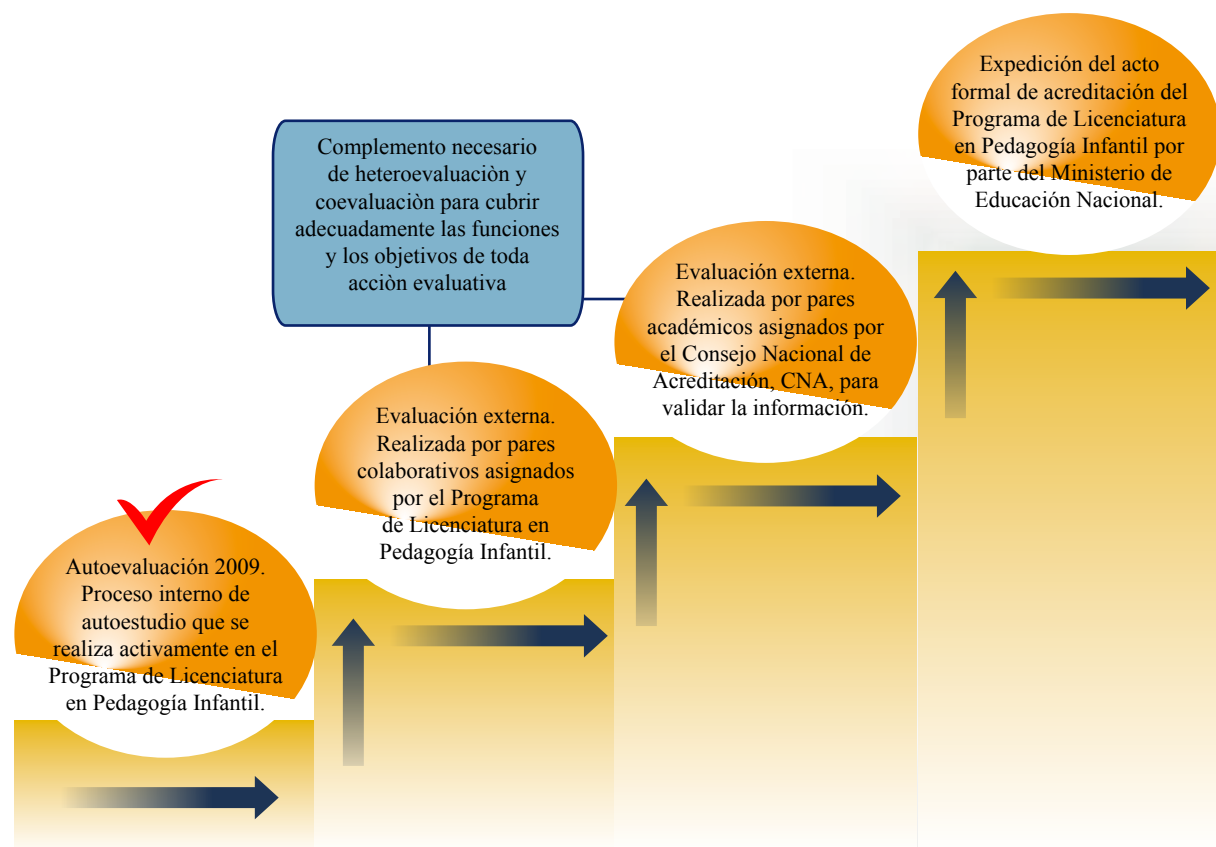 Expedición del acto
formal de acreditación del
Programa de Licenciatura
en Pedagogía Infantil por
parte del Ministerio de
Educación Nacional.
Complemento necesario
de heteroevaluaciòn y
coevaluaciòn para cubrir
adecuadamente las funciones
y los objetivos de toda
acciòn evaluativa
Evaluación externa.
Realizada por pares
académicos asignados por
el Consejo Nacional de
Acreditación, CNA, para
validar la información.
Evaluación externa.
Realizada por pares
colaborativos asignados
por el Programa
de Licenciatura en
Pedagogía Infantil.
Autoevaluación 2009.
Proceso interno de
autoestudio que se
realiza activamente en el
Programa de Licenciatura
en Pedagogía Infantil.